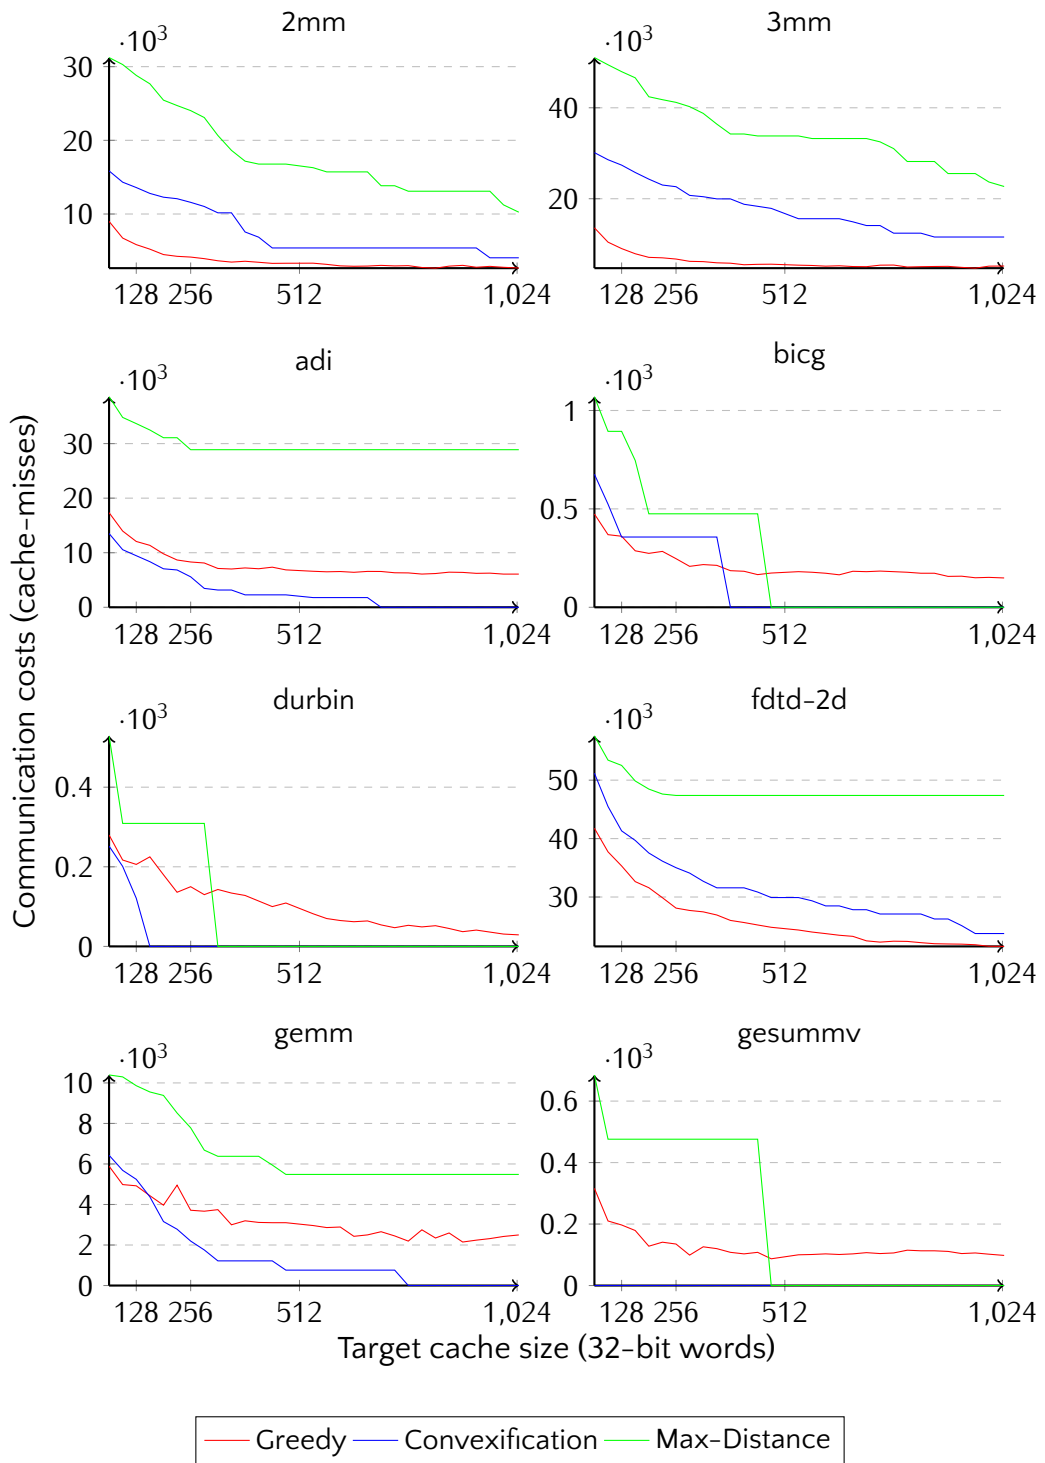 2mm
·10³
30
20
10
128 256 512 1,024
3mm
·10³
40
20
128 256 512 1,024
adi
·10³
30
20
10
0
128 256 512 1,024
bicg
·10³
1
0.5
0
128 256 512 1,024
durbin
·10³
0.4
0.2
0
128 256 512 1,024
fdtd-2d
·10³
50
40
30
128 256 512 1,024
gemm
·10³
10
8
6
4
2
0
128 256 512 1,024
gesummv
·10³
0.6
0.4
0.2
0
128 256 512 1,024
Communication costs (cache-misses)
Target cache size (32-bit words)
Greedy Convexification Max-Distance